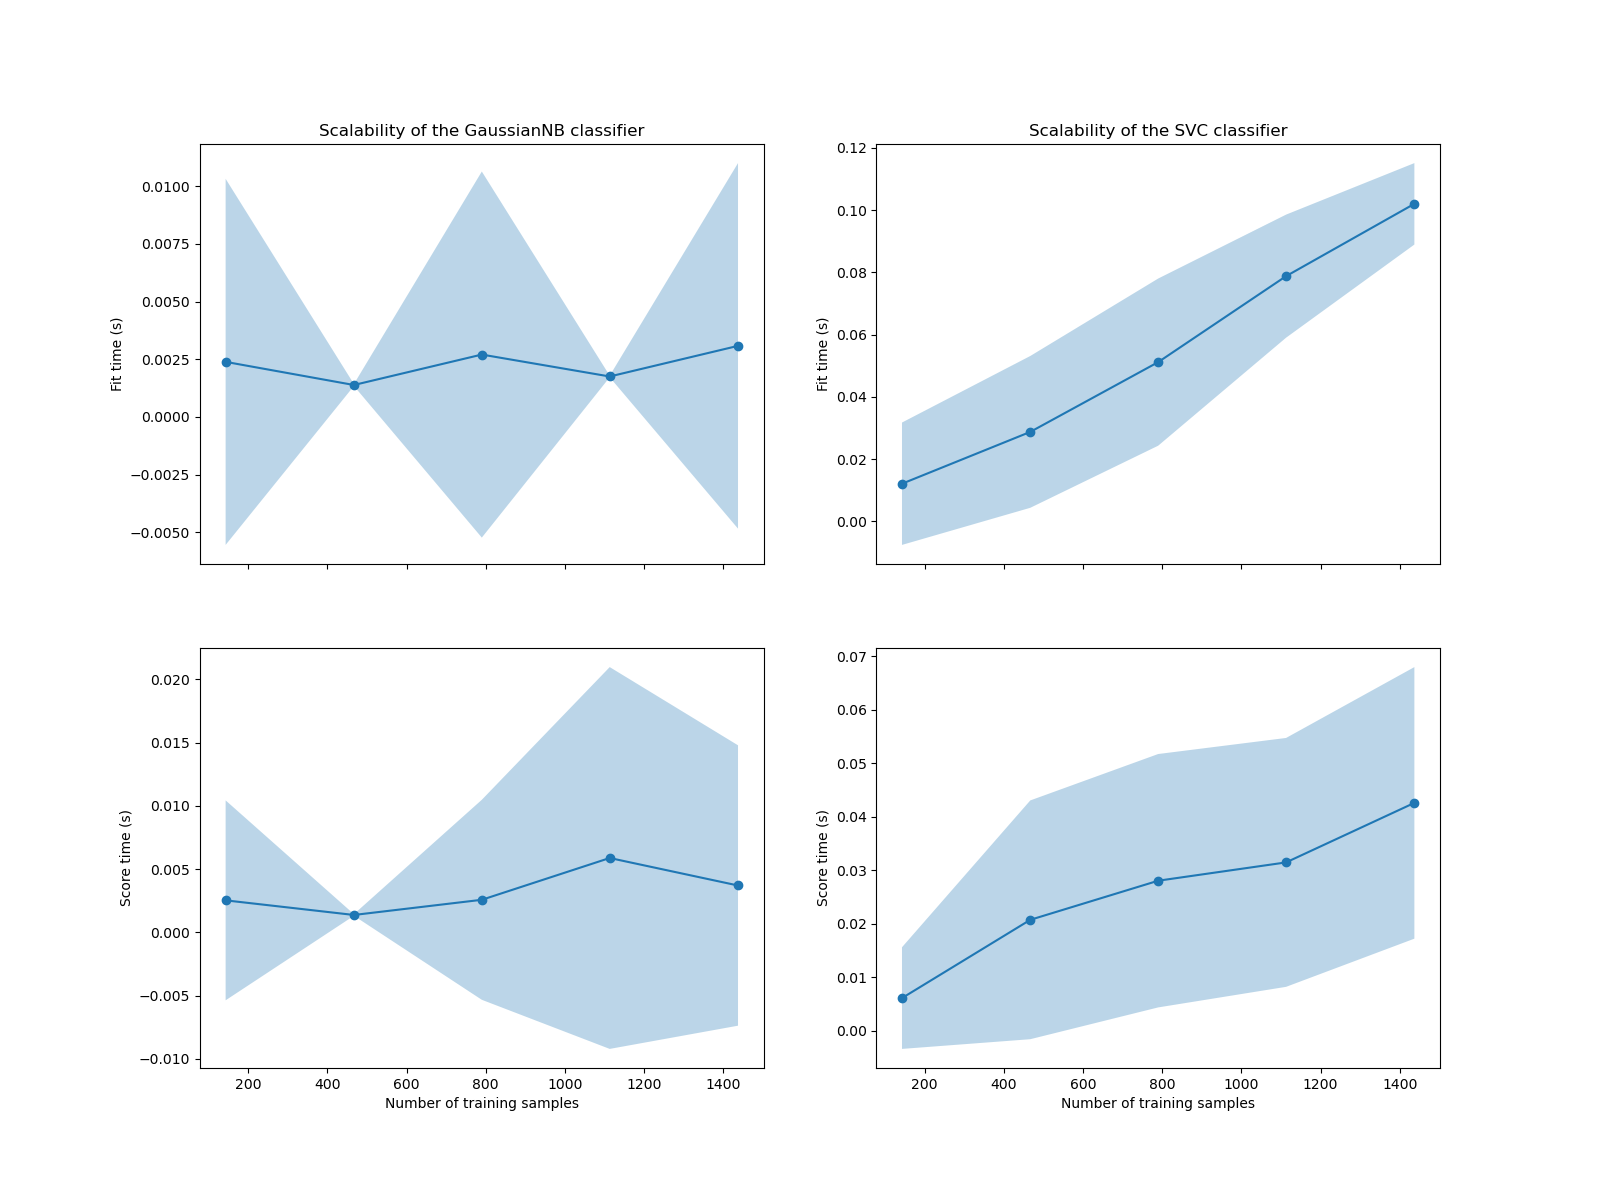 Scalability of the GaussianNB classifier
Fit time (s)
0.0100
0.0075
0.0050
0.0025
0.0000
−0.0025
−0.0050
Scalability of the SVC classifier
Fit time (s)
0.12
0.10
0.08
0.06
0.04
0.02
0.00
Score time (s)
0.020
0.015
0.010
0.005
0.000
−0.005
−0.010
200 400 600 800 1000 1200 1400
Number of training samples
Score time (s)
0.07
0.06
0.05
0.04
0.03
0.02
0.01
0.00
200 400 600 800 1000 1200 1400
Number of training samples